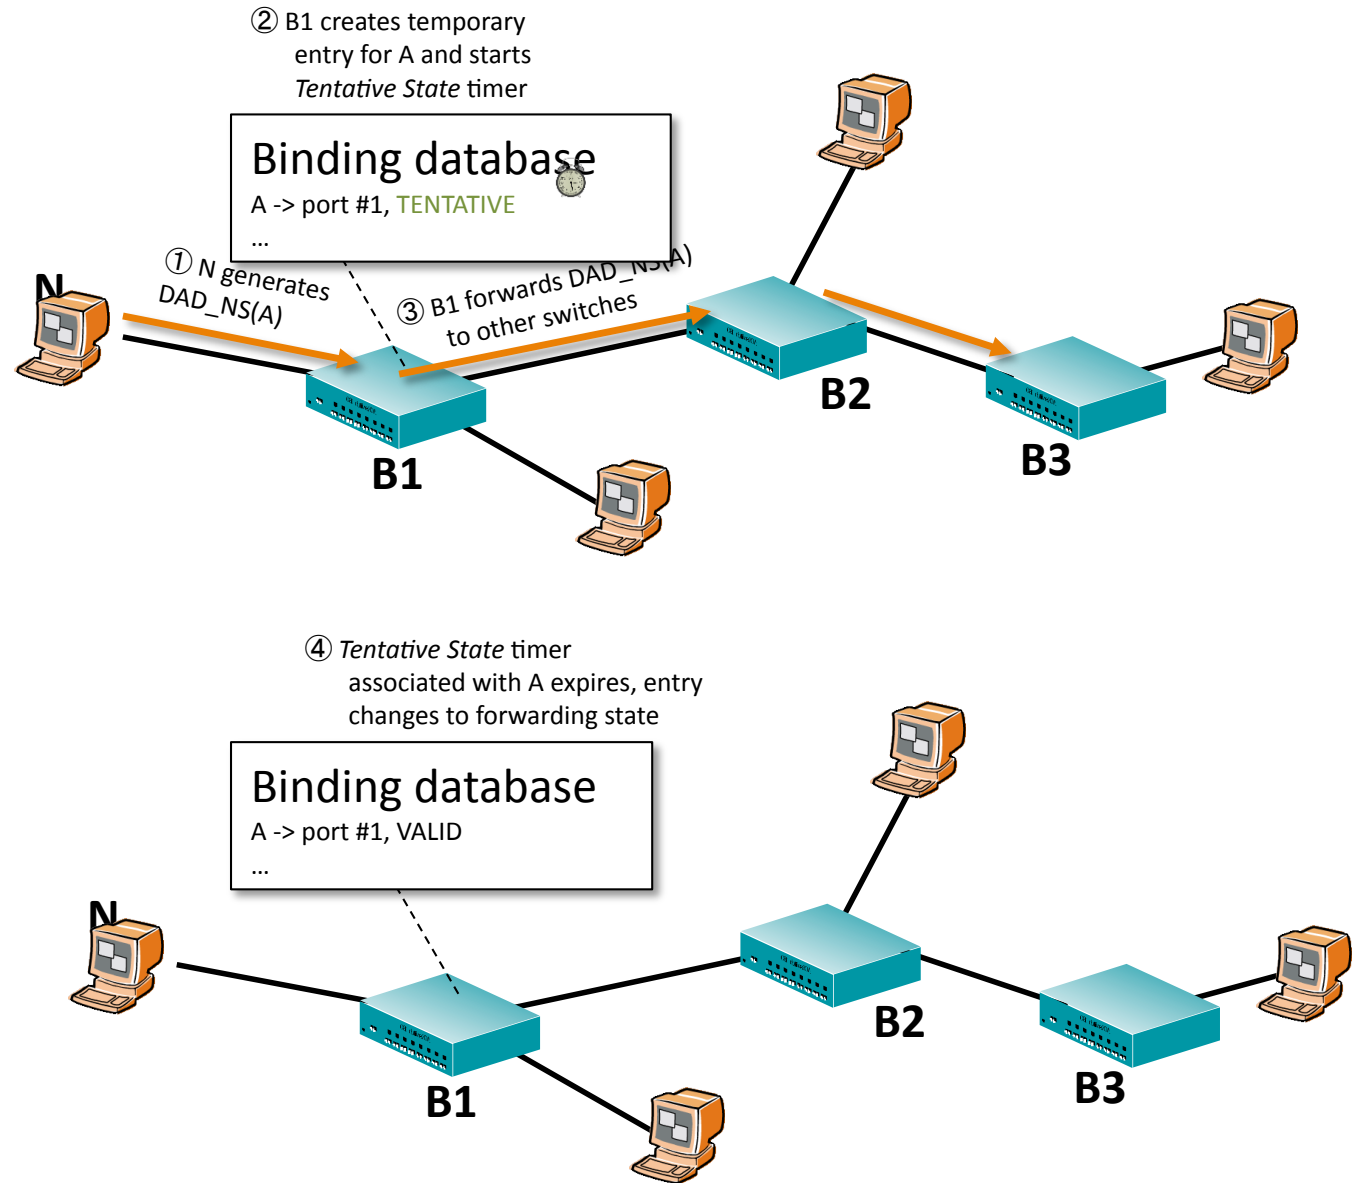 ② B1 creates temporary
entry for A and starts
Tentative State timer
Binding database
A -> port #1, TENTATIVE
...
N
① N generates
DAD_NS(A)
③ B1 forwards DAD_NS(A)
to other switches
B1
B2
B3
④ Tentative State timer
associated with A expires, entry
changes to forwarding state
Binding database
A -> port #1, VALID
...
N
B1
B2
B3